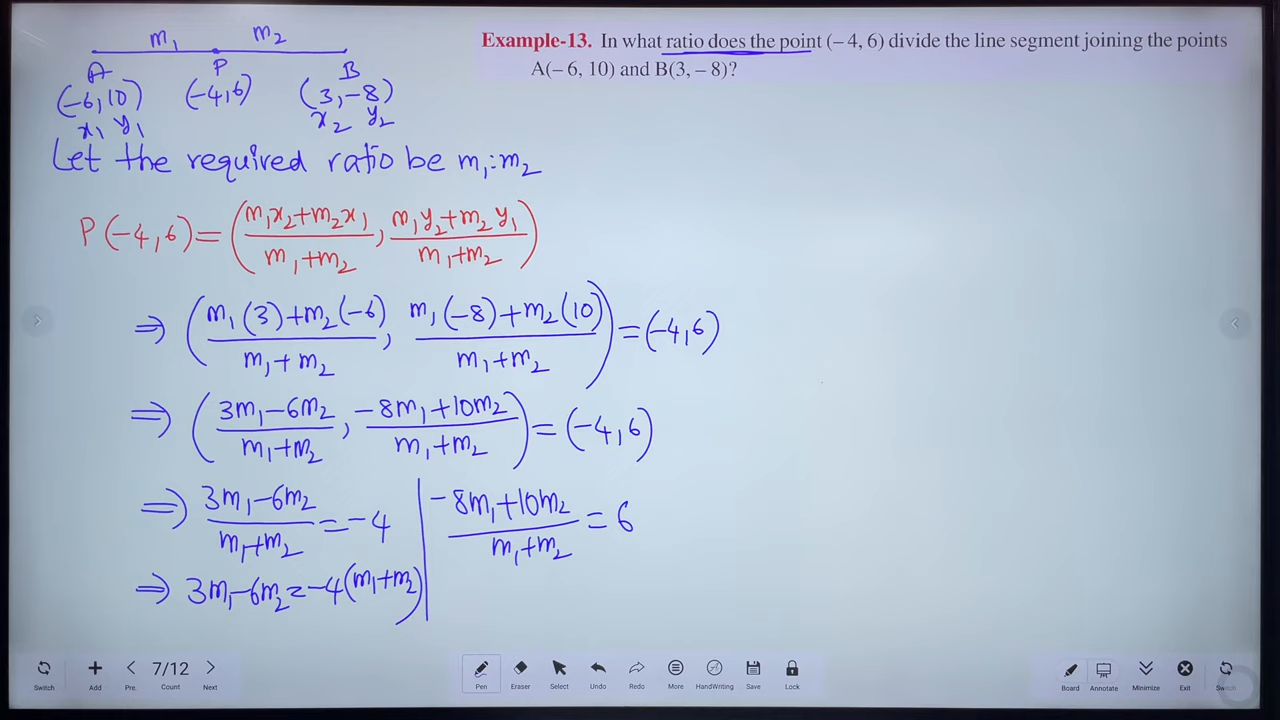 m₁ m₂
A P B
(-6,10) (-4,6) (3,-8)
x₁ y₁ x₂ y₂
Example-13. In what ratio does the point (– 4, 6) divide the line segment joining the points
A(– 6, 10) and B(3, – 8)?
Let the required ratio be m₁:m₂
P(-4,6)=((m₁x₂+m₂x₁)/(m₁+m₂), (m₁y₂+m₂y₁)/(m₁+m₂))
⇒ ((m₁(3)+m₂(-6))/(m₁+m₂), (m₁(-8)+m₂(10))/(m₁+m₂))=(-4,6)
⇒ ((3m₁-6m₂)/(m₁+m₂), (-8m₁+10m₂)/(m₁+m₂))=(-4,6)
⇒ (3m₁-6m₂)/(m₁+m₂)=-4 | (-8m₁+10m₂)/(m₁+m₂)=6
⇒ 3m₁-6m₂=-4(m₁+m₂)
7/12
Switch Add Pre. Count Next Pen Eraser Select Undo Redo More HandWriting Save Lock Board Annotate Minimize Exit Switch